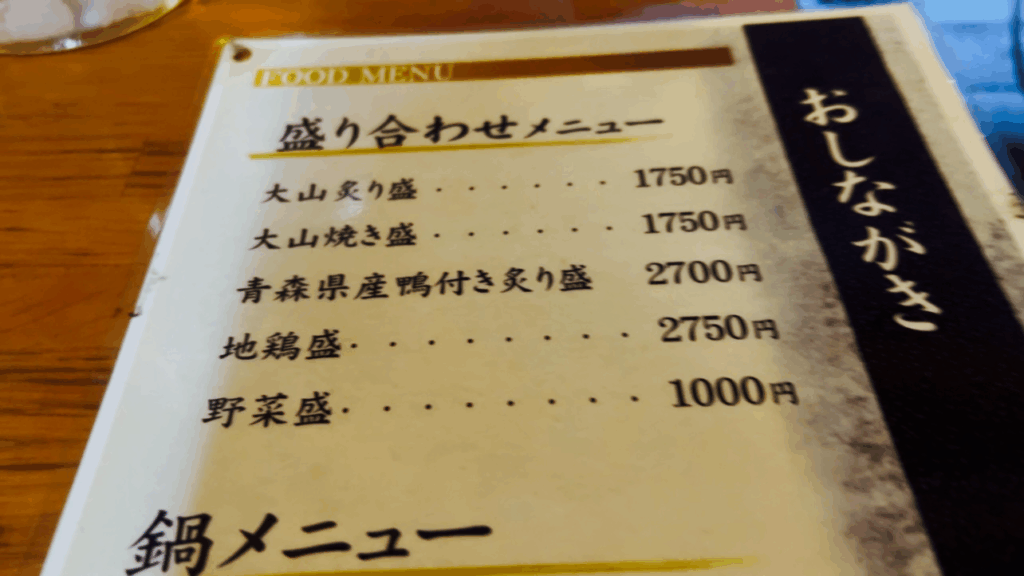 FOOD MENU
おしながき
盛り合わせメニュー
大山炙り盛・・・・・・1750円
大山焼き盛・・・・・・1750円
青森県産鴨付き炙り盛 2700円
地鶏盛・・・・・・・・2750円
野菜盛・・・・・・・・1000円
鍋メニュー